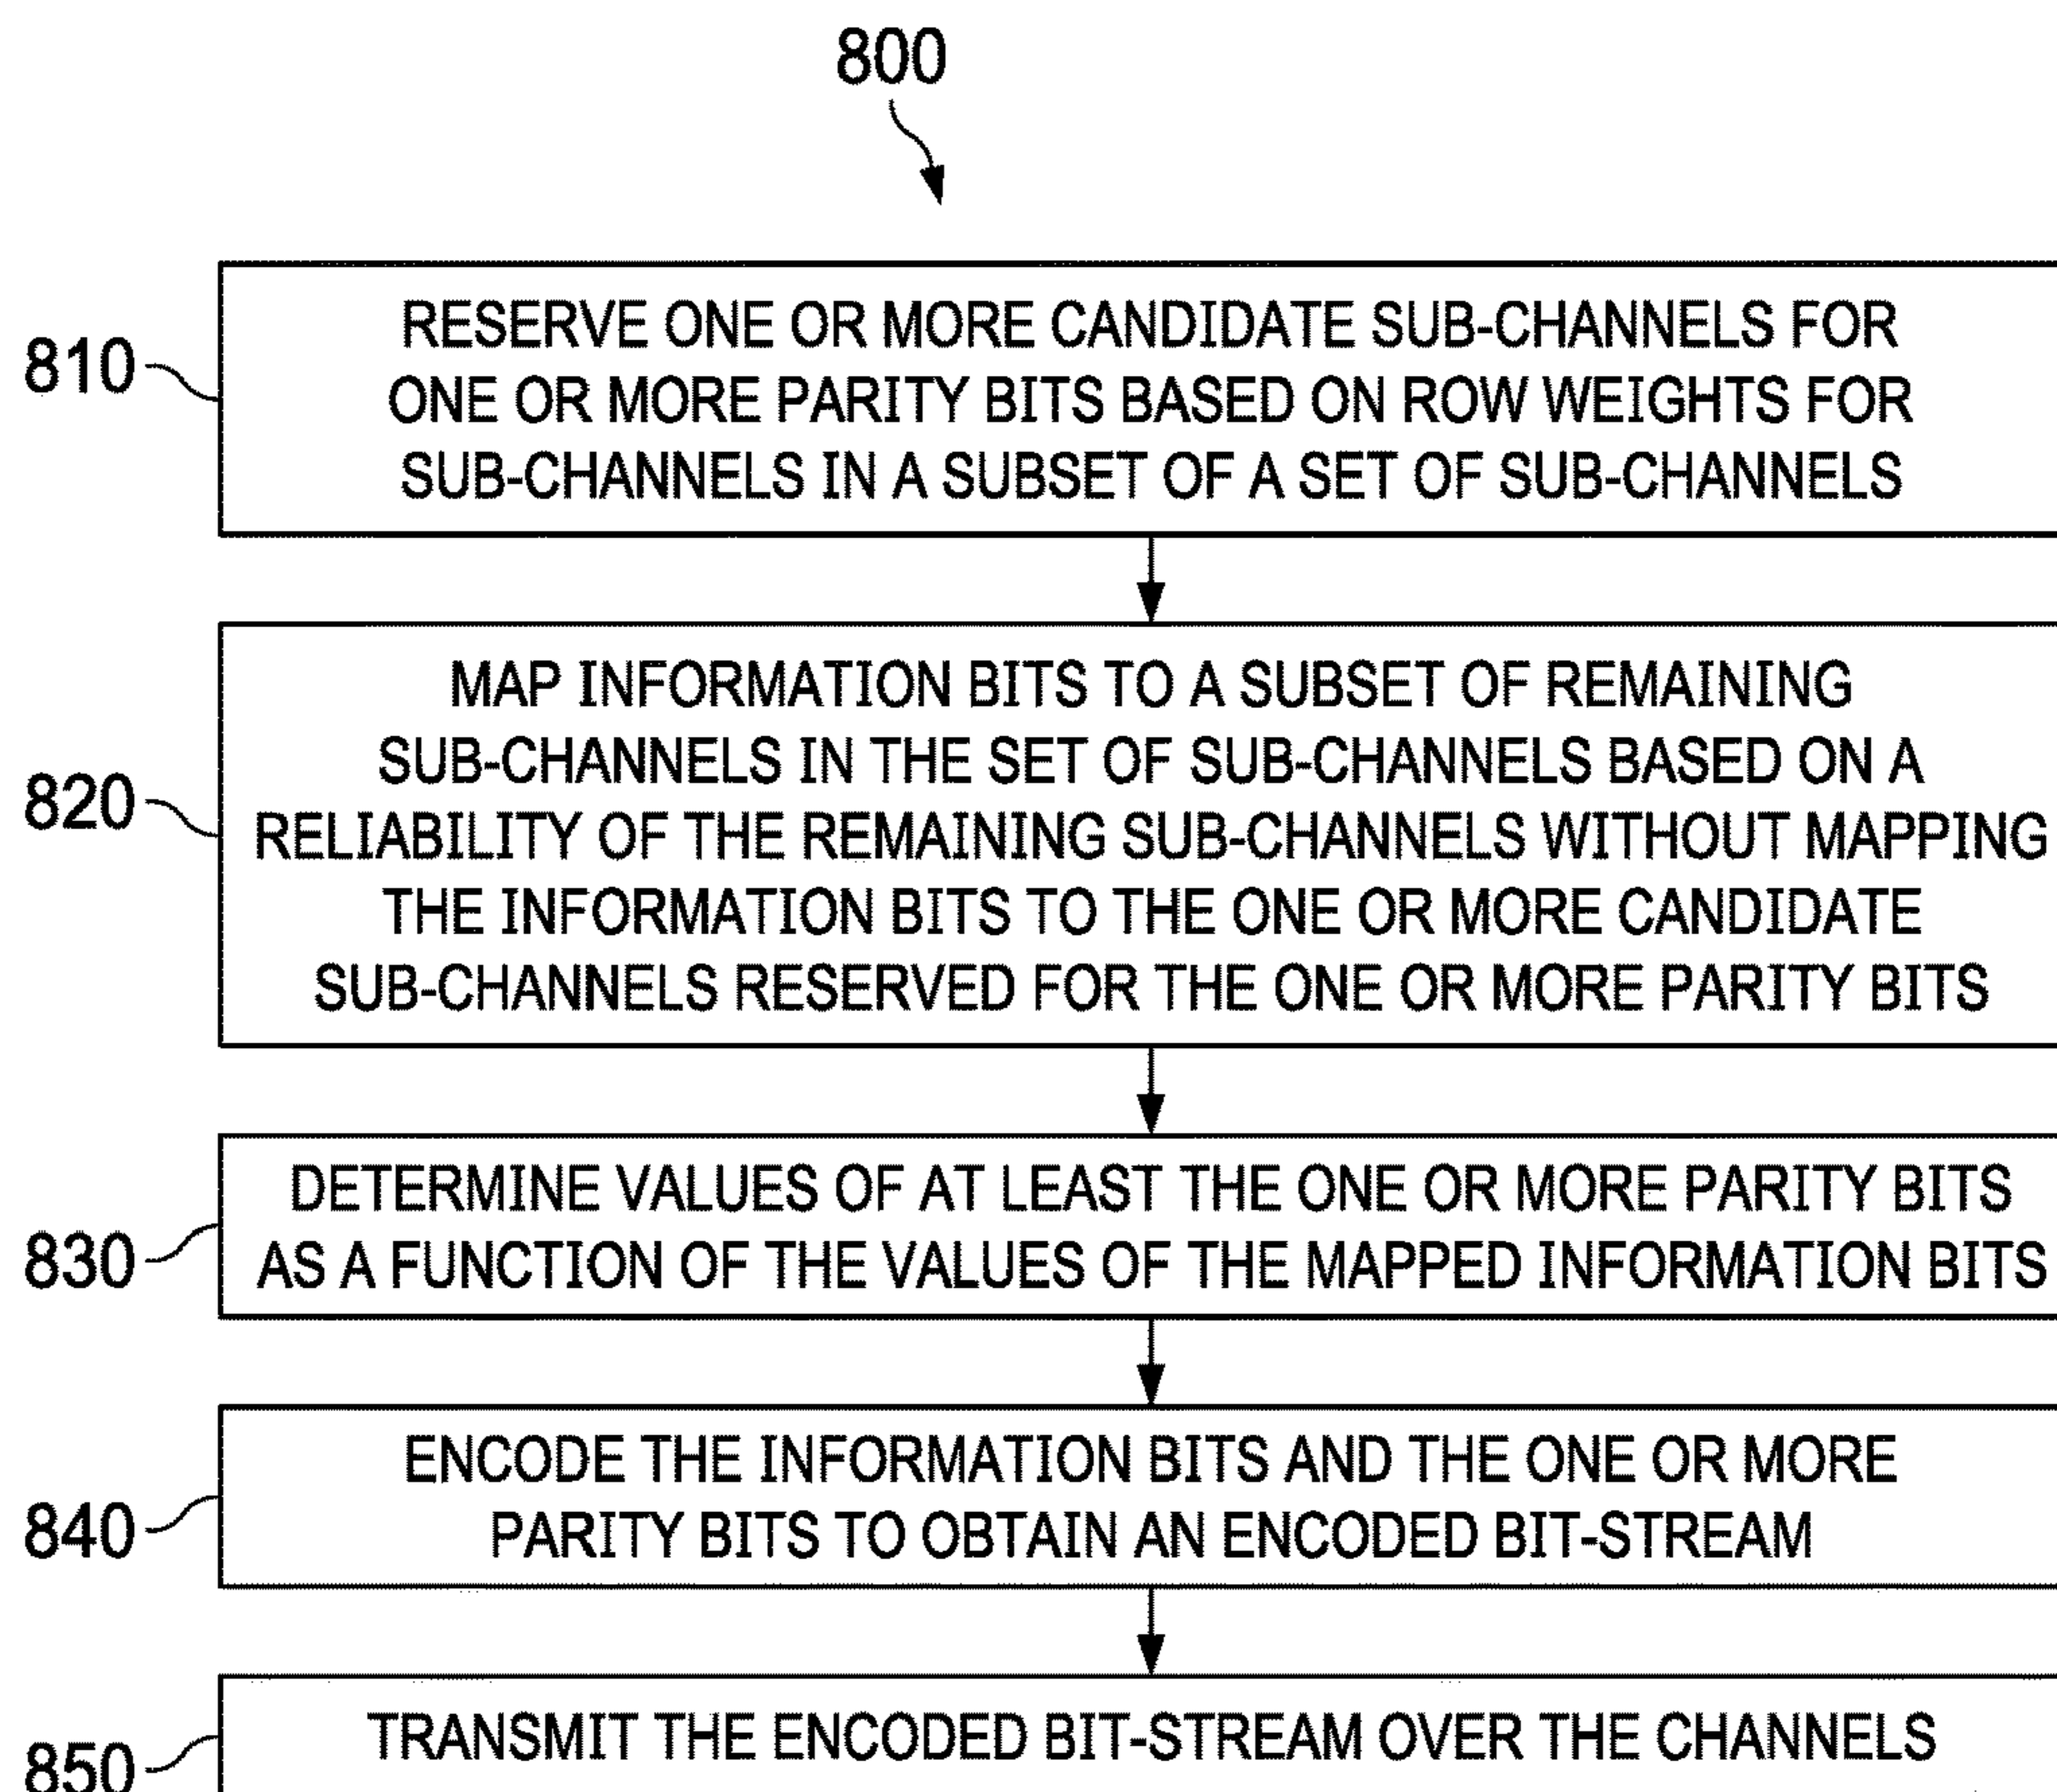 800
810
RESERVE ONE OR MORE CANDIDATE SUB-CHANNELS FOR
ONE OR MORE PARITY BITS BASED ON ROW WEIGHTS FOR
SUB-CHANNELS IN A SUBSET OF A SET OF SUB-CHANNELS
820
MAP INFORMATION BITS TO A SUBSET OF REMAINING
SUB-CHANNELS IN THE SET OF SUB-CHANNELS BASED ON A
RELIABILITY OF THE REMAINING SUB-CHANNELS WITHOUT MAPPING
THE INFORMATION BITS TO THE ONE OR MORE CANDIDATE
SUB-CHANNELS RESERVED FOR THE ONE OR MORE PARITY BITS
830
DETERMINE VALUES OF AT LEAST THE ONE OR MORE PARITY BITS
AS A FUNCTION OF THE VALUES OF THE MAPPED INFORMATION BITS
840
ENCODE THE INFORMATION BITS AND THE ONE OR MORE
PARITY BITS TO OBTAIN AN ENCODED BIT-STREAM
850
TRANSMIT THE ENCODED BIT-STREAM OVER THE CHANNELS